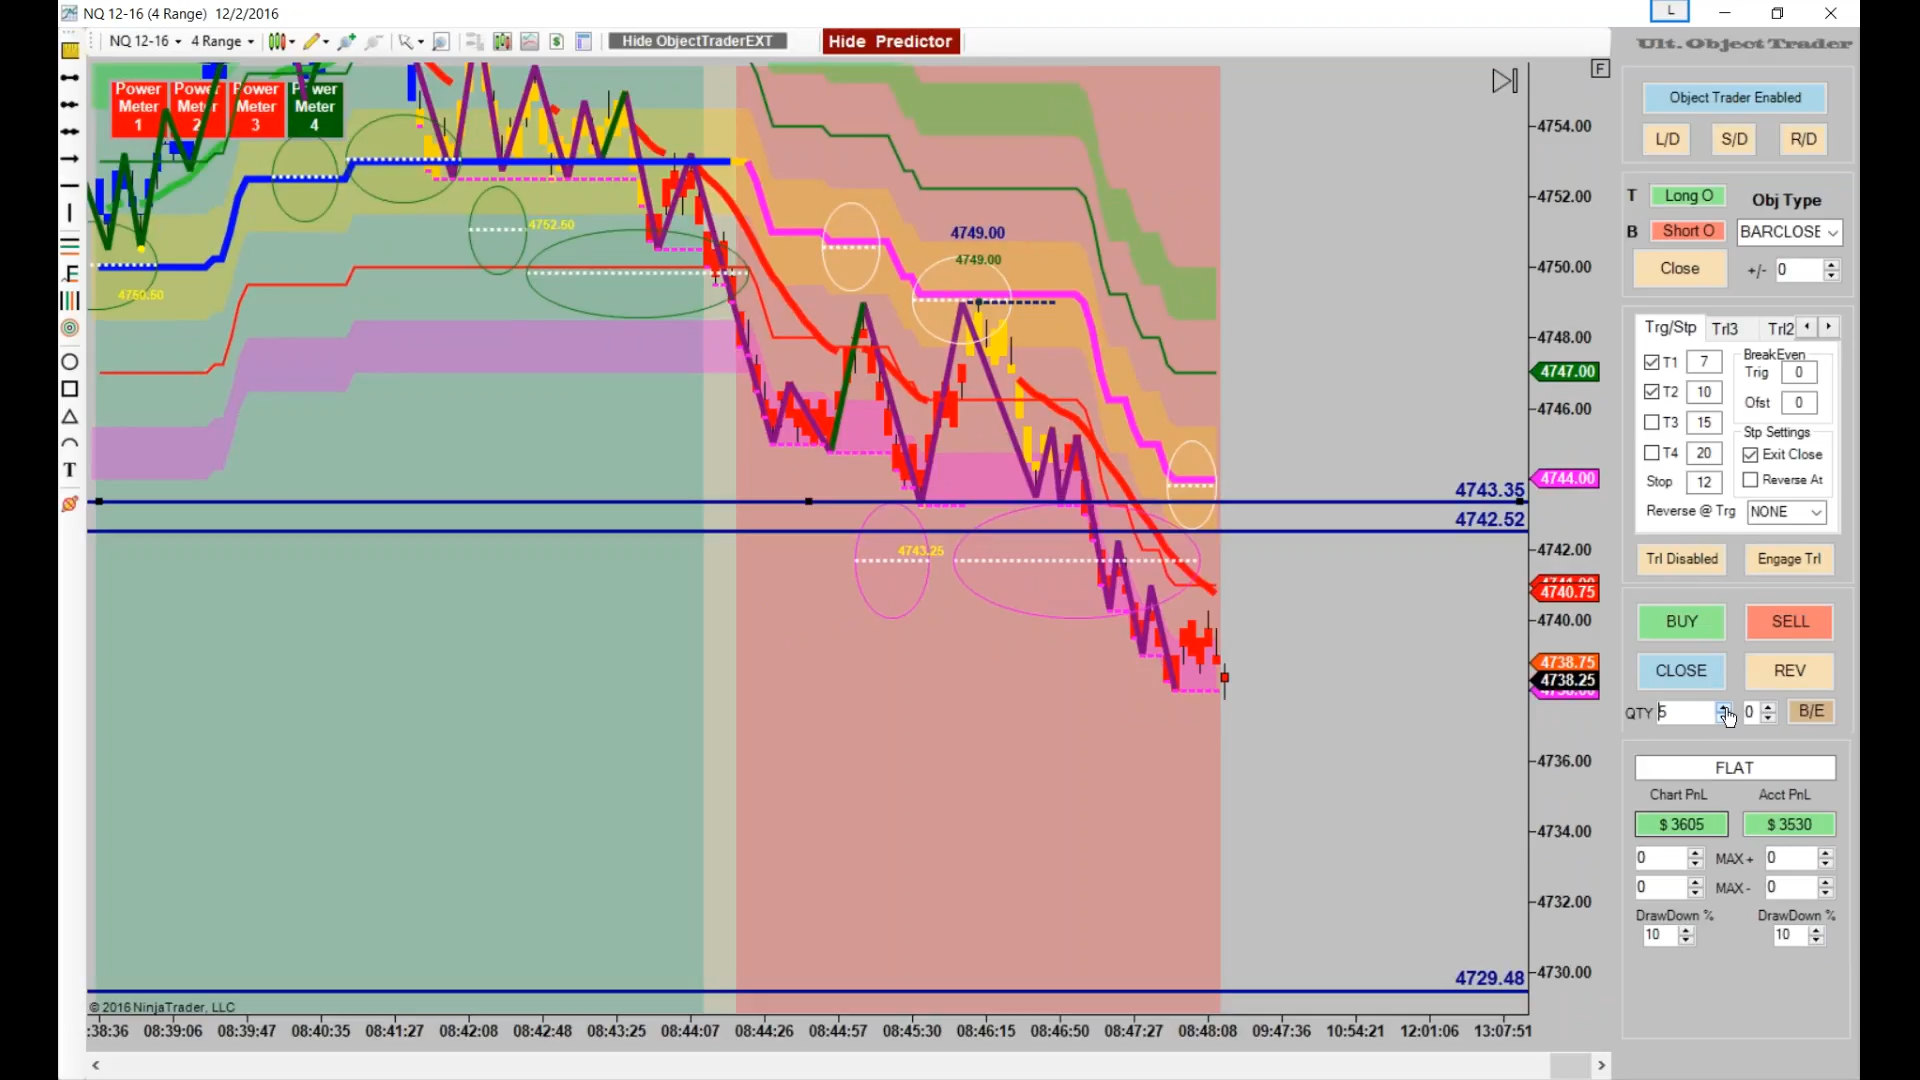 NQ 12-16 (4 Range)  12/2/2016
L
NQ 12-16 4 Range Hide ObjectTraderEXT Hide Predictor
Ult. Object Trader
F
Power Meter 1
Power Meter 2
Power Meter 3
Power Meter 4
T
4752.50
4749.00
4749.00
4743.35
4742.52
4743.25
4729.48
4754.00
4752.00
4750.00
4748.00
4747.00
4746.00
4744.00
4742.00
4740.75
4740.00
4738.75
4738.25
4736.00
4734.00
4732.00
4730.00
© 2016 NinjaTrader, LLC
:38:36 08:39:06 08:39:47 08:40:35 08:41:27 08:42:08 08:42:48 08:43:25 08:44:07 08:44:26 08:44:57 08:45:30 08:46:15 08:46:50 08:47:27 08:48:08 09:47:36 10:54:21 12:01:06 13:07:51
Object Trader Enabled
L/D S/D R/D
T Long O Obj Type
B Short O BARCLOSE
Close +/- 0
Trg/Stp Trl3 Trl2
T1 7 BreakEven
Trig 0
T2 10
Ofst 0
T3 15
Stp Settings
T4 20 Exit Close
Stop 12 Reverse At
Reverse @ Trg NONE
Trl Disabled Engage Trl
BUY SELL
CLOSE REV
QTY 5 0 B/E
FLAT
Chart PnL Acct PnL
$ 3605 $ 3530
0 MAX + 0
0 MAX - 0
DrawDown % DrawDown %
10 10